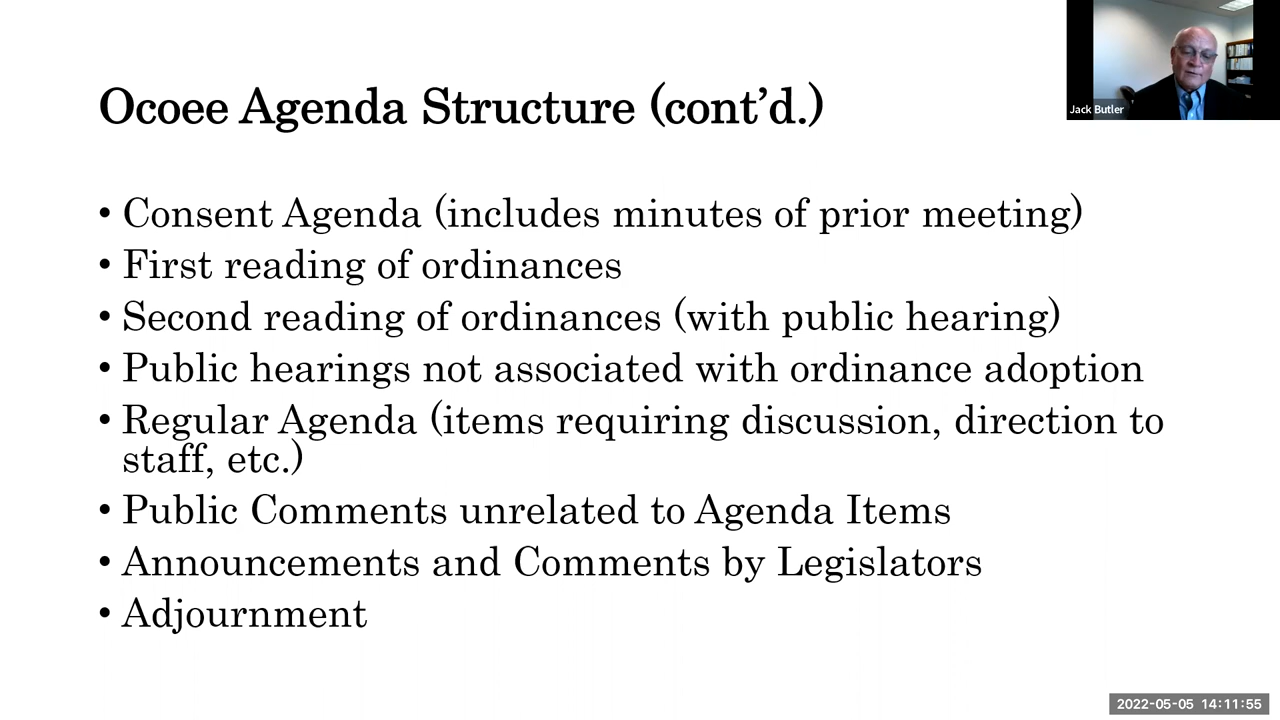 Jack Butler
Ocoee Agenda Structure (cont’d.)
• Consent Agenda (includes minutes of prior meeting)
• First reading of ordinances
• Second reading of ordinances (with public hearing)
• Public hearings not associated with ordinance adoption
• Regular Agenda (items requiring discussion, direction to
staff, etc.)
• Public Comments unrelated to Agenda Items
• Announcements and Comments by Legislators
• Adjournment
2022-05-05 14:11:55